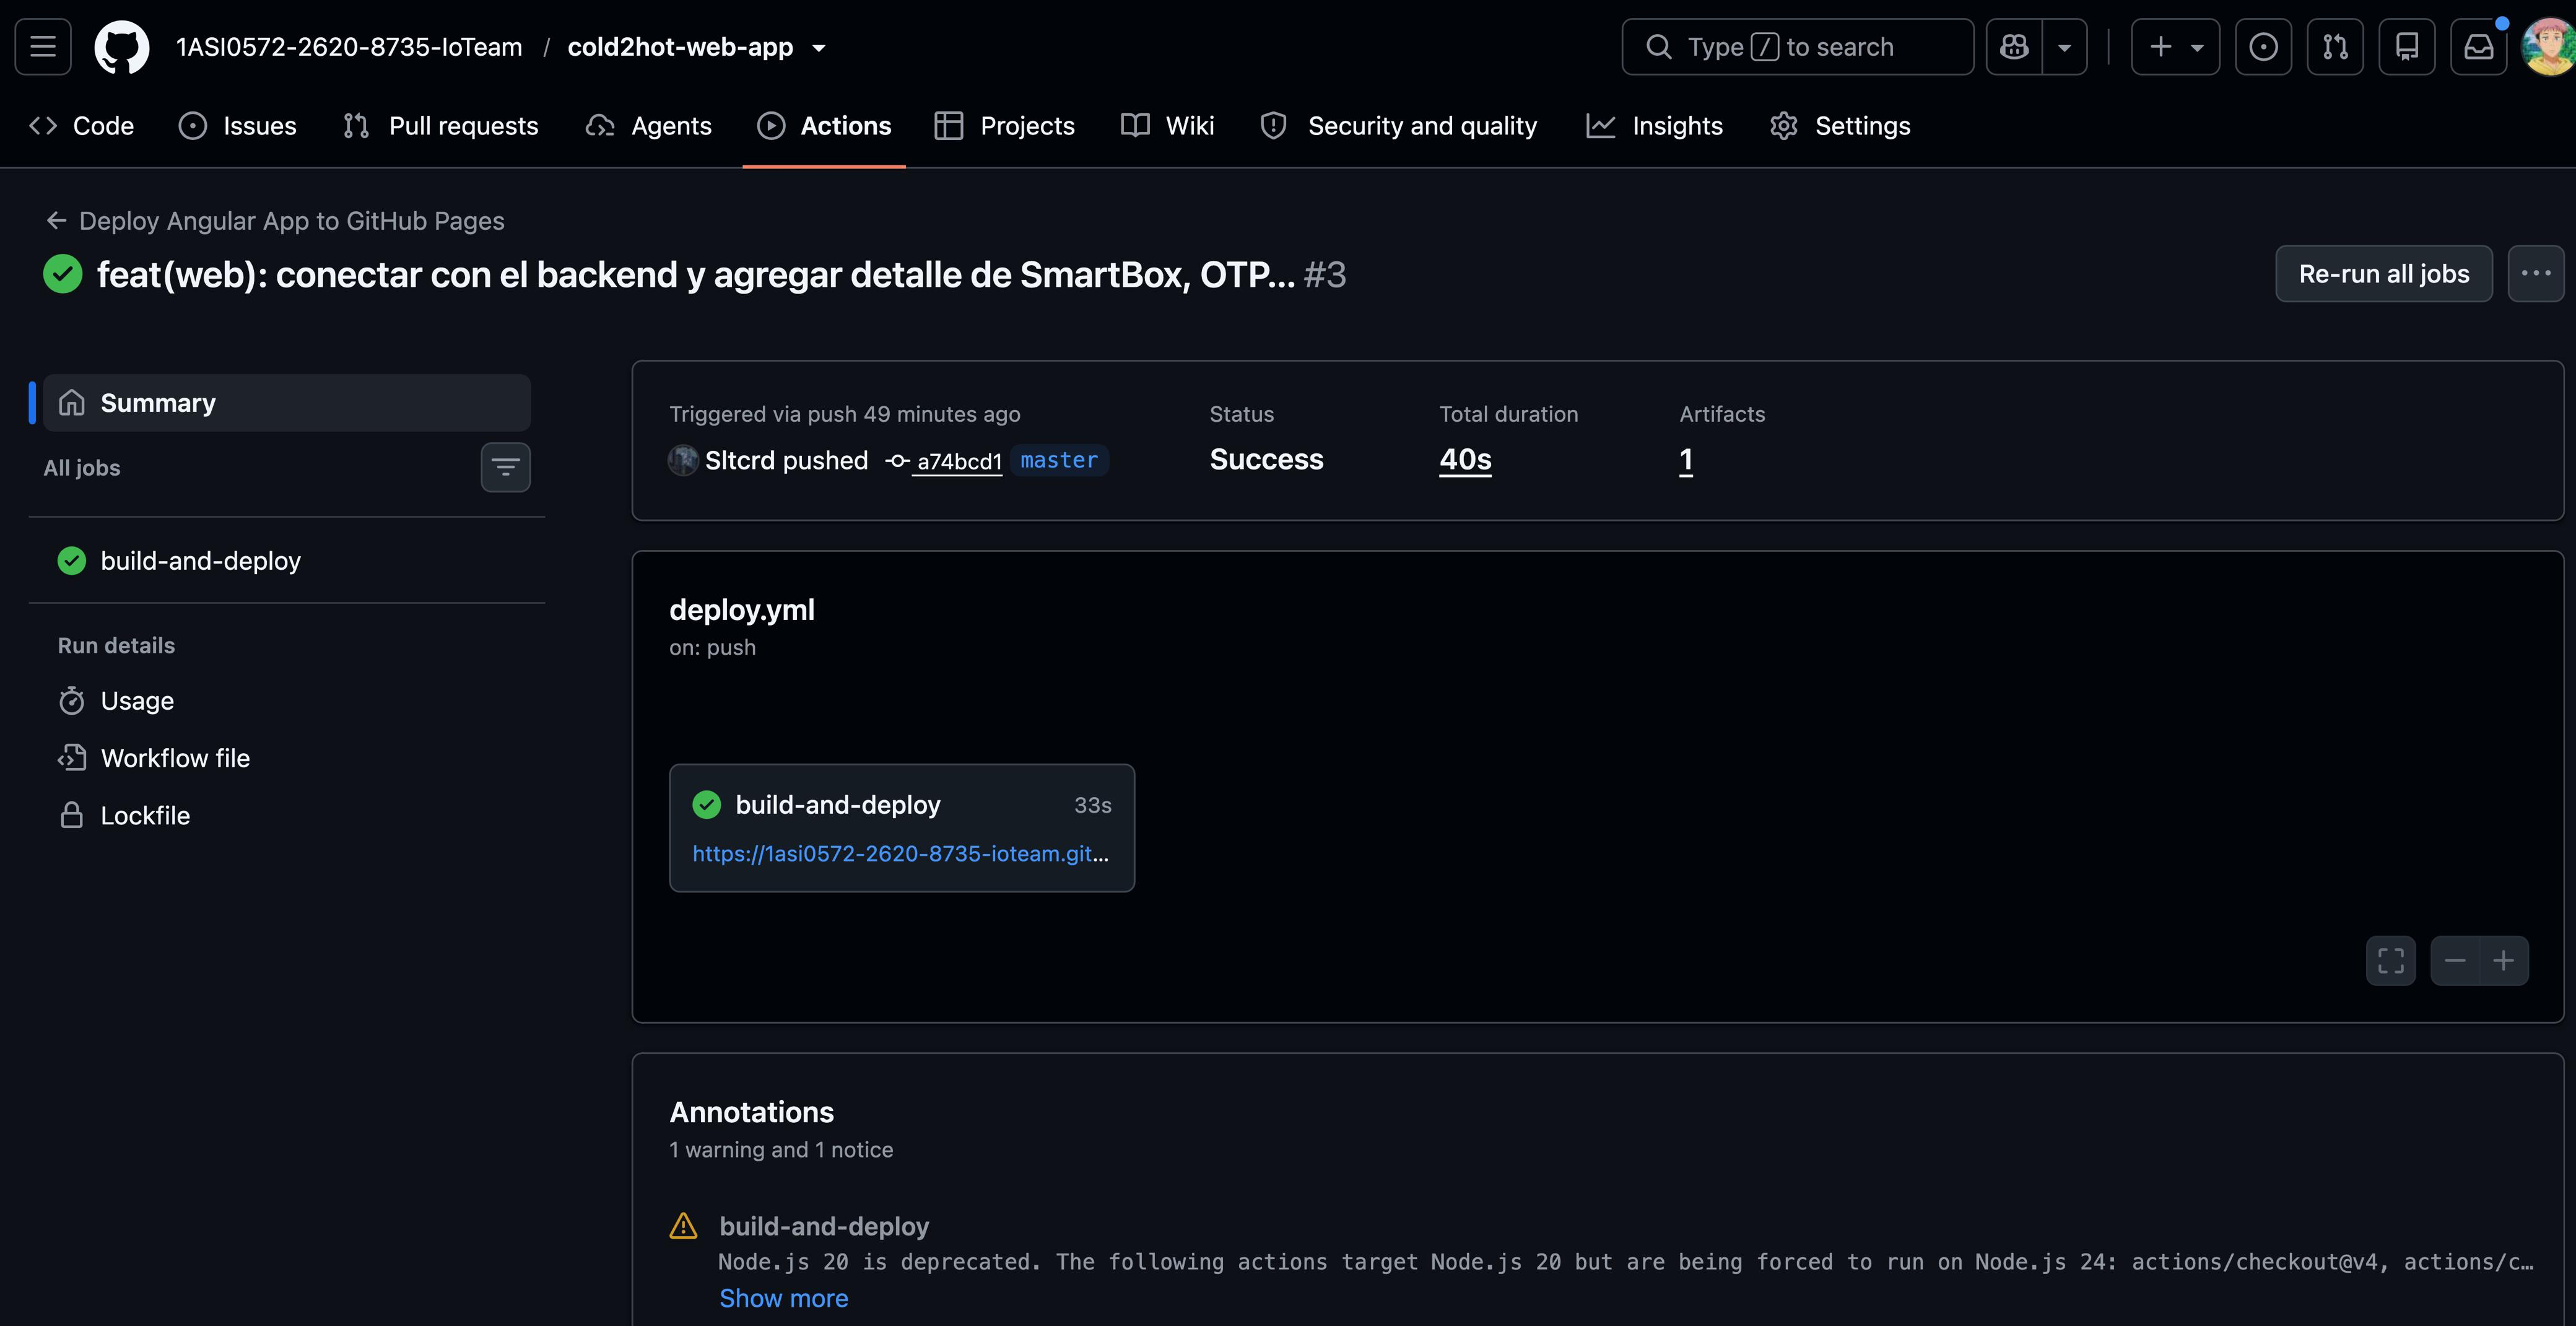 1ASI0572-2620-8735-IoTeam / cold2hot-web-app
Type / to search
Code Issues Pull requests Agents Actions Projects Wiki Security and quality Insights Settings
Deploy Angular App to GitHub Pages
feat(web): conectar con el backend y agregar detalle de SmartBox, OTP... #3
Re-run all jobs
Summary
All jobs
build-and-deploy
Run details
Usage
Workflow file
Lockfile
Triggered via push 49 minutes ago
Sltcrd pushed a74bcd1 master
Status
Success
Total duration
40s
Artifacts
1
deploy.yml
on: push
build-and-deploy 33s
https://1asi0572-2620-8735-ioteam.git...
Annotations
1 warning and 1 notice
build-and-deploy
Node.js 20 is deprecated. The following actions target Node.js 20 but are being forced to run on Node.js 24: actions/checkout@v4, actions/c…
Show more